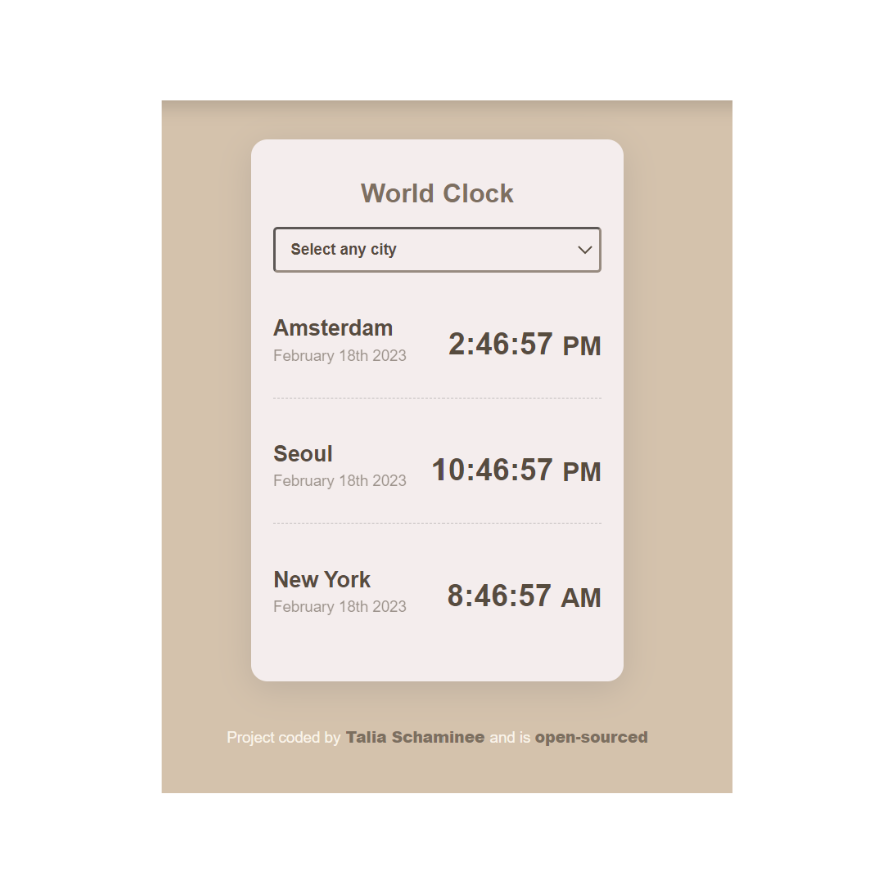 World Clock
Select any city
Amsterdam
February 18th 2023
2:46:57 PM
Seoul
February 18th 2023
10:46:57 PM
New York
February 18th 2023
8:46:57 AM
Project coded by Talia Schaminee and is open-sourced